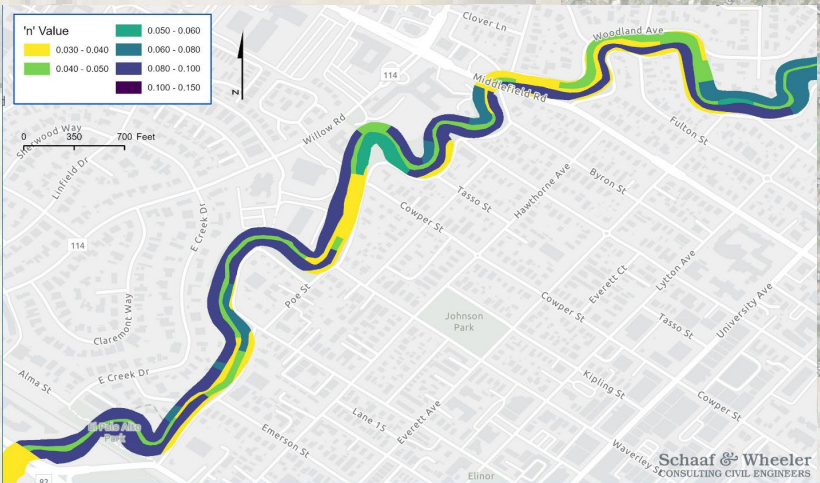 'n' Value
0.030 - 0.040
0.040 - 0.050
0.050 - 0.060
0.060 - 0.080
0.080 - 0.100
0.100 - 0.150
N
0 350 700 Feet
Clover Ln
Woodland Ave
114
Middlefield Rd
Willow Rd
Sherwood Way
Linfield Dr
Fulton St
Byron St
Hawthorne Ave
Tasso St
Cowper St
E Creek Dr
114
Everett Ct
Lytton Ave
University Ave
Poe St
Cowper St
Tasso St
Claremont Way
Johnson
Park
E Creek Dr
Kipling St
Cowper St
Alma St
El Palo Alto
Park
Lane 15
Everett Ave
Emerson St
Waverley St
Elinor
82
Schaaf & Wheeler
CONSULTING CIVIL ENGINEERS